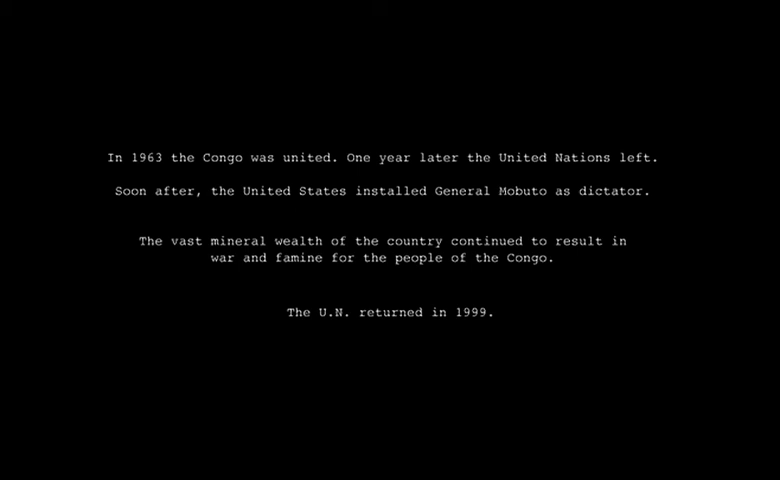 In 1963 the Congo was united. One year later the United Nations left.
Soon after, the United States installed General Mobuto as dictator.
The vast mineral wealth of the country continued to result in
war and famine for the people of the Congo.
The U.N. returned in 1999.